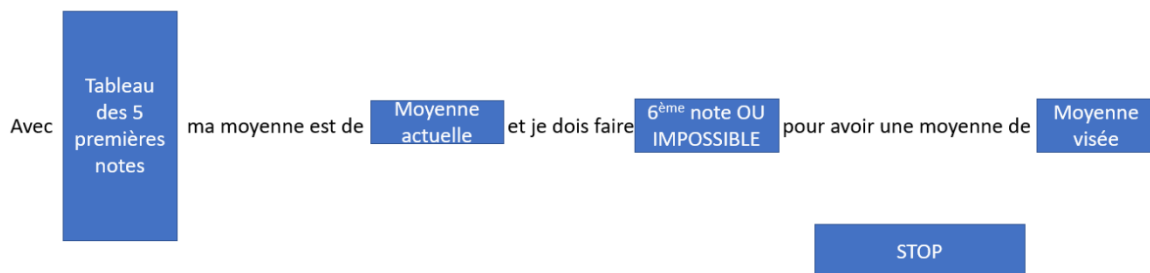 Avec
Tableau
des 5
premières
notes
ma moyenne est de
Moyenne
actuelle
et je dois faire
6ème note OU
IMPOSSIBLE
pour avoir une moyenne de
Moyenne
visée
STOP